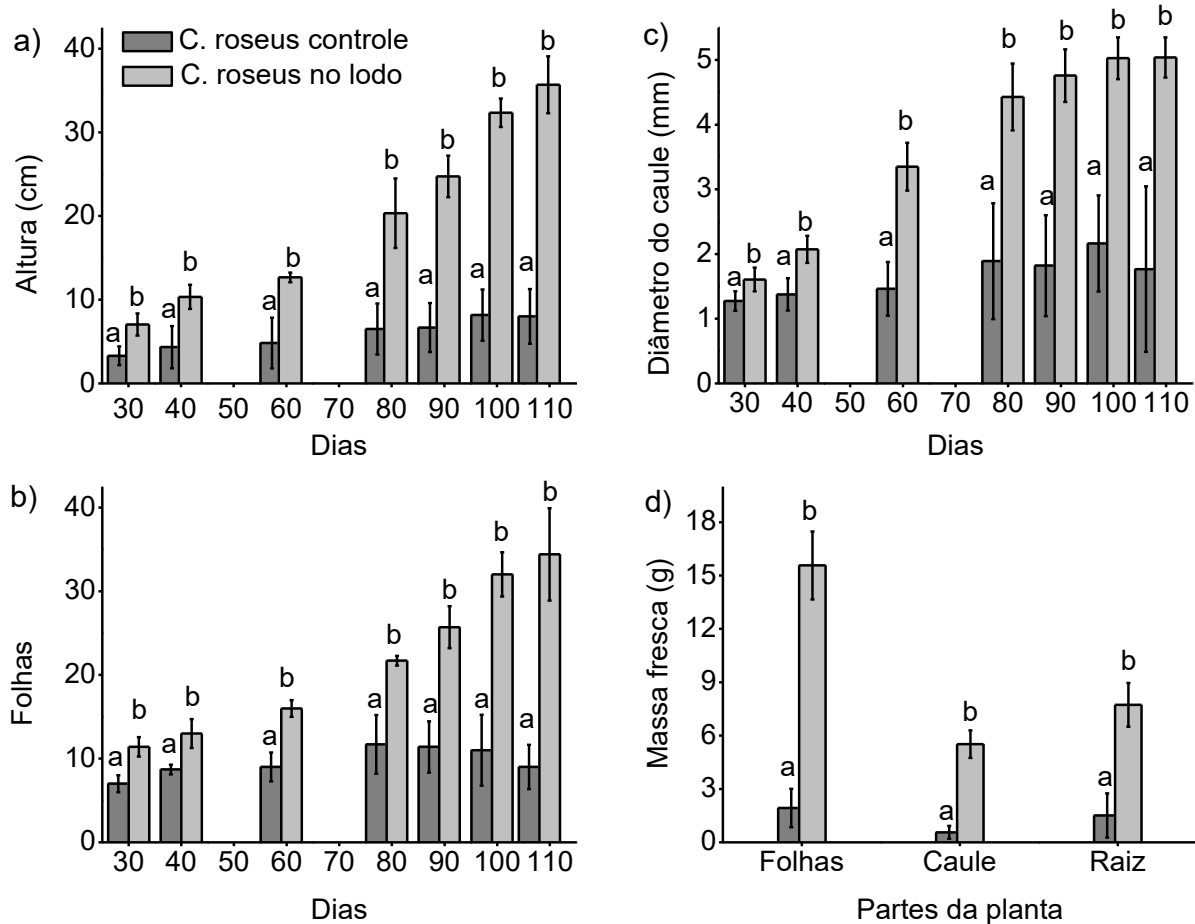 a)
C. roseus controle
C. roseus no lodo
Altura (cm)
40
30
20
10
0
a b a b a b a b a b a b a b
30 40 50 60 70 80 90 100 110
Dias
c)
Diâmetro do caule (mm)
5
4
3
2
1
0
a b a b a b a b a b a b a b
30 40 50 60 70 80 90 100 110
Dias
b)
Folhas
40
30
20
10
0
a b a b a b a b a b a b a b
30 40 50 60 70 80 90 100 110
Dias
d)
Massa fresca (g)
18
15
12
9
6
3
0
a b a b a b
Folhas Caule Raiz
Partes da planta